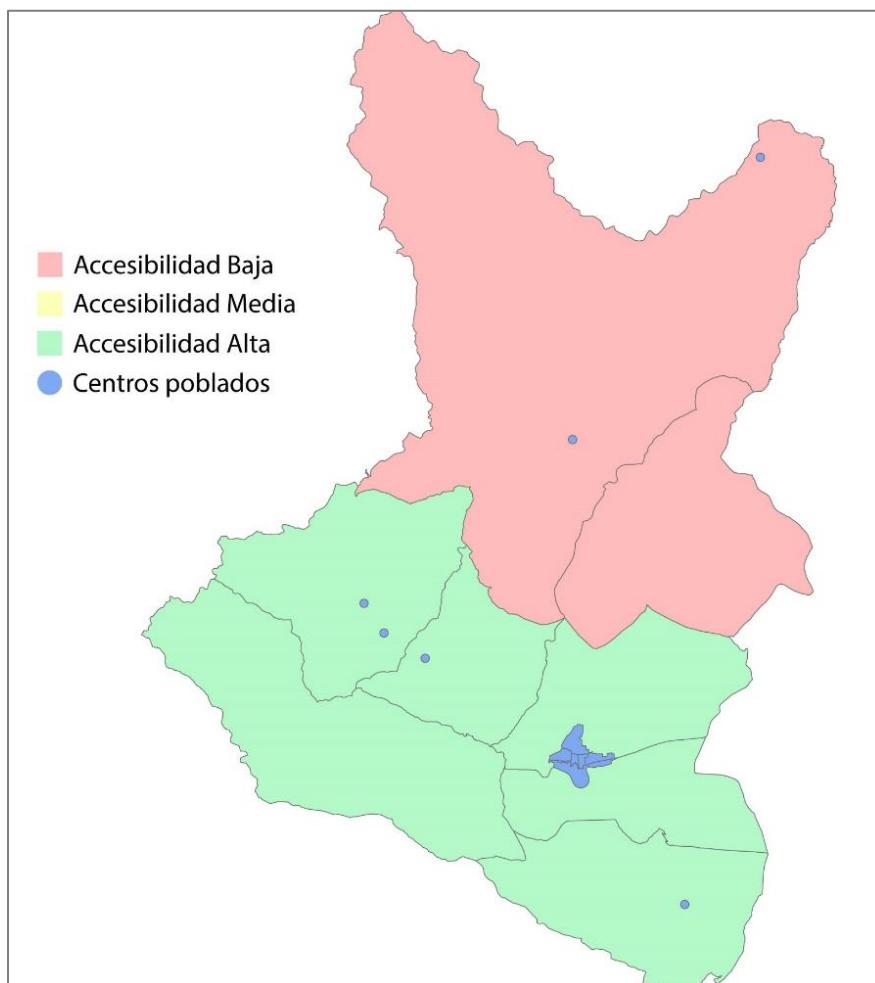 Accesibilidad Baja
Accesibilidad Media
Accesibilidad Alta
Centros poblados